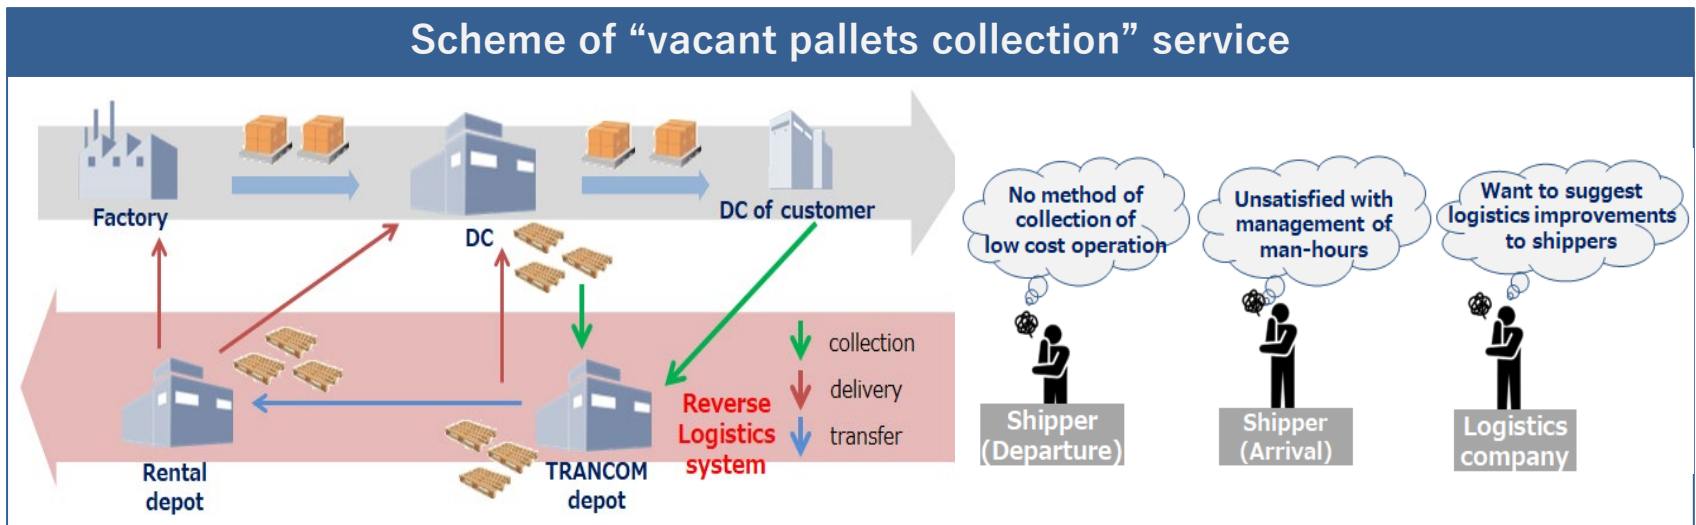 Scheme of “vacant pallets collection” service
Factory
DC
DC of customer
Rental
depot
TRANCOM
depot
Reverse
Logistics
system
collection
delivery
transfer
No method of
collection of
low cost operation
Shipper
(Departure)
Unsatisfied with
management of
man-hours
Shipper
(Arrival)
Want to suggest
logistics improvements
to shippers
Logistics
company